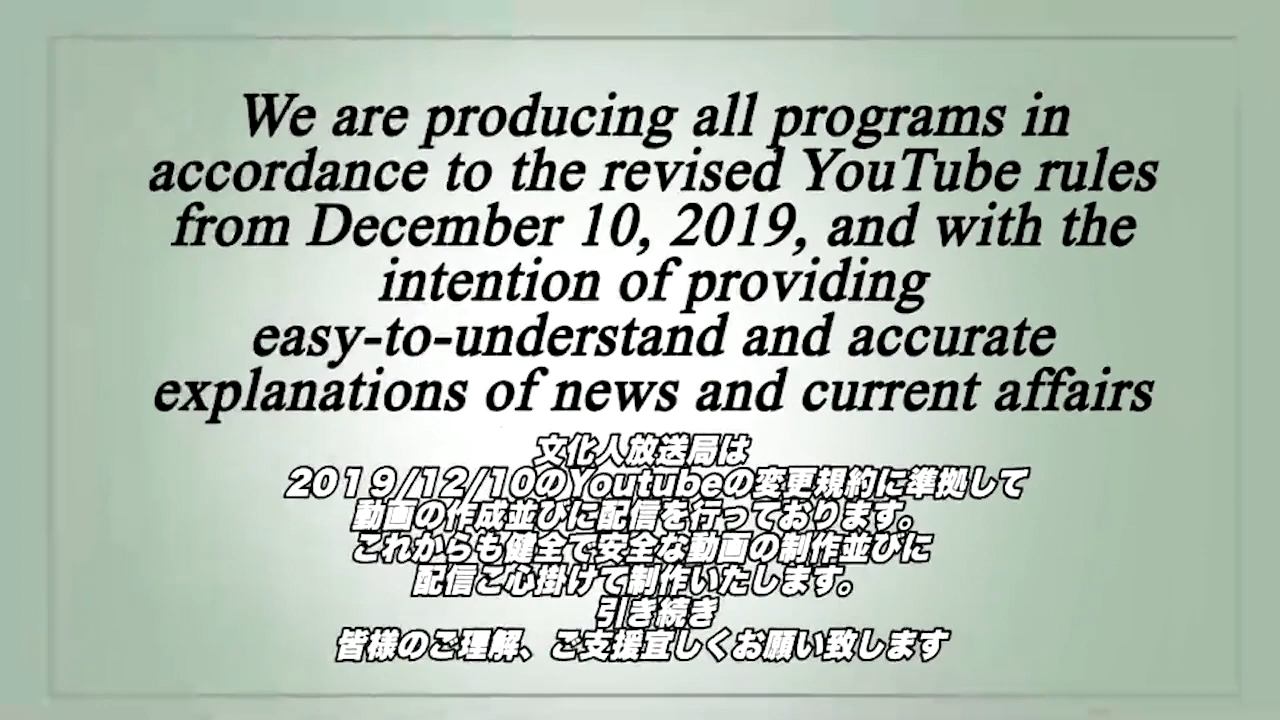 We are producing all programs in
accordance to the revised YouTube rules
from December 10, 2019, and with the
intention of providing
easy-to-understand and accurate
explanations of news and current affairs
文化人放送局は
2019/12/10のYoutubeの変更規約に準拠して
動画の作成並びに配信を行っております。
これからも健全で安全な動画の制作並びに
配信ご心掛けて制作いたします。
引き続き
皆様のご理解、ご支援宜しくお願い致します